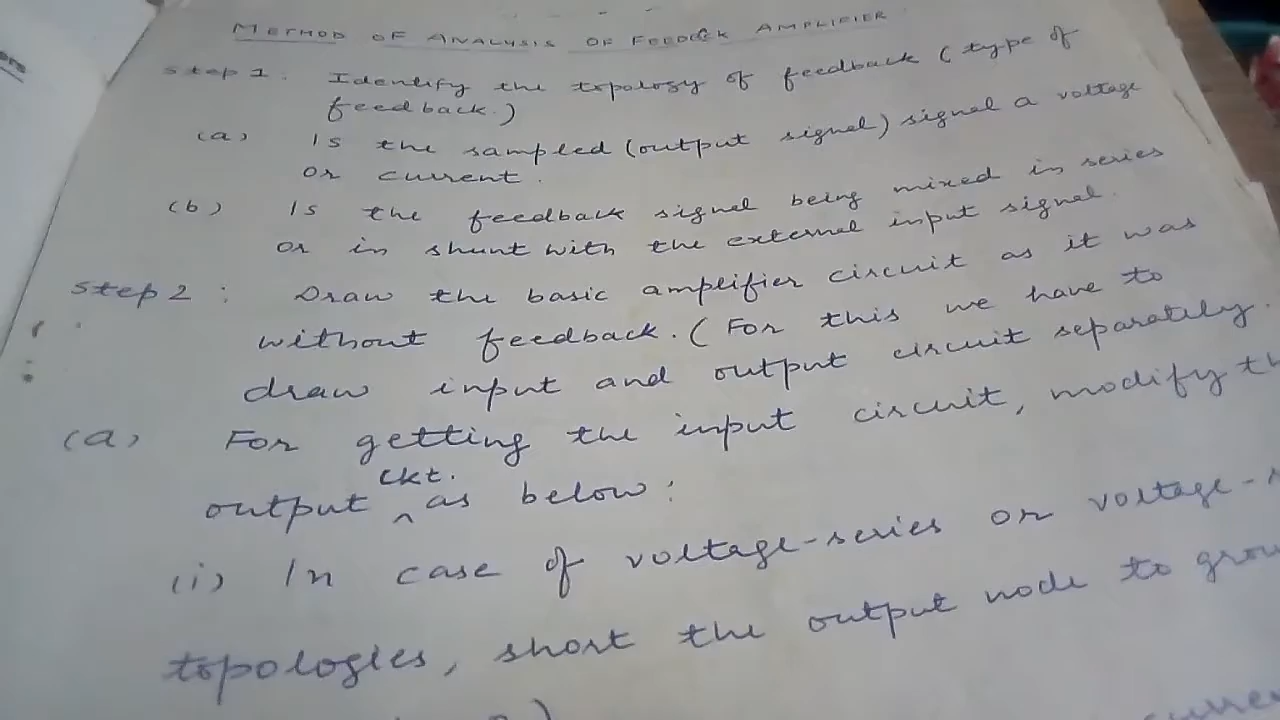 METHOD OF ANALYSIS OF FEEDBCK AMPLIFIER
Step 1. Identify the topology of feedback (type of
feedback.)
(a) Is the sampled (output signal) signal a voltage
or current.
(b) Is the feedback signal being mixed in series
or in shunt with the external input signal.
Step 2 : Draw the basic amplifier circuit as it was
without feedback. (For this we have to
draw input and output circuit separately.
(a) For getting the input circuit, modify th
ckt.
output ^ as below :
(i) In case of voltage-series or voltage-
topologies, short the output node to grou